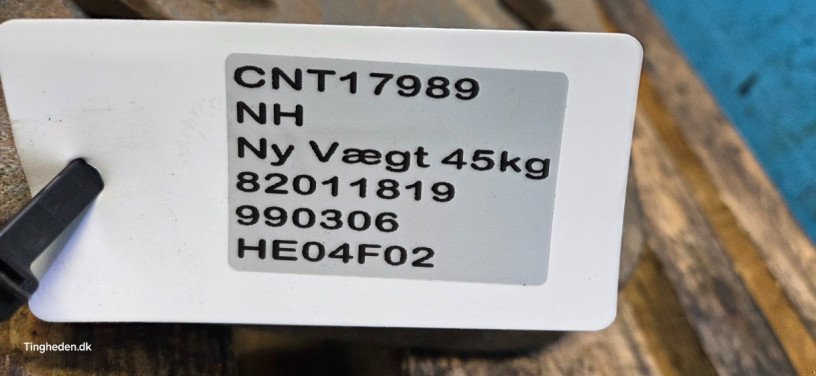 CNT17989
NH
Ny Vægt 45kg
82011819
990306
HE04F02
Tingheden.dk